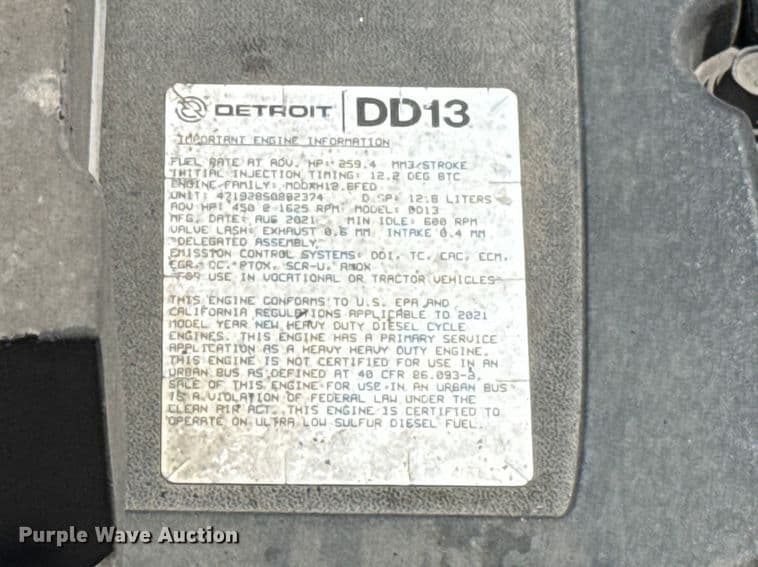 DETROIT DD13
IMPORTANT ENGINE INFORMATION
FUEL RATE AT ADV. HP: 259.4 MM3/STROKE
INITIAL INJECTION TIMING: 12.2 DEG BTC
ENGINE FAMILY: MDDXH12.8FED
UNIT: 471928S0882374 DISP: 12.8 LITERS
ADV HP: 450 @ 1625 RPM MODEL: DD13
MFG. DATE: AUG 2021 MIN IDLE: 600 RPM
VALVE LASH: EXHAUST 0.6 MM INTAKE 0.4 MM
DELEGATED ASSEMBLY
EMISSION CONTROL SYSTEMS: DDI, TC, CAC, ECM,
EGR, OC, PTOX, SCR-U, AMOX
FOR USE IN VOCATIONAL OR TRACTOR VEHICLES
THIS ENGINE CONFORMS TO U.S. EPA AND
CALIFORNIA REGULATIONS APPLICABLE TO 2021
MODEL YEAR NEW HEAVY DUTY DIESEL CYCLE
ENGINES. THIS ENGINE HAS A PRIMARY SERVICE
APPLICATION AS A HEAVY HEAVY DUTY ENGINE.
THIS ENGINE IS NOT CERTIFIED FOR USE IN AN
URBAN BUS AS DEFINED AT 40 CFR 86.093-2.
SALE OF THIS ENGINE FOR USE IN AN URBAN BUS
IS A VIOLATION OF FEDERAL LAW UNDER THE
CLEAN AIR ACT. THIS ENGINE IS CERTIFIED TO
OPERATE ON ULTRA LOW SULFUR DIESEL FUEL.
Purple Wave Auction